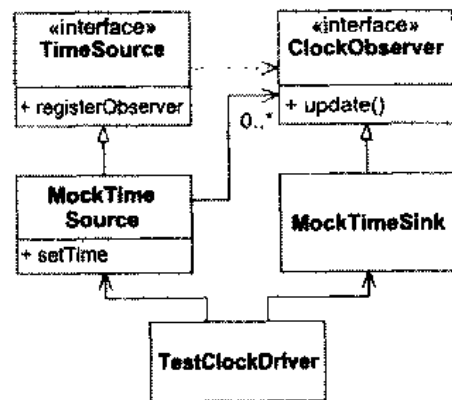 «interface»
TimeSource
+ registerObserver
«interface»
ClockObserver
+ update()
0..*
MockTime
Source
+ setTime
MockTimeSink
TestClockDriver